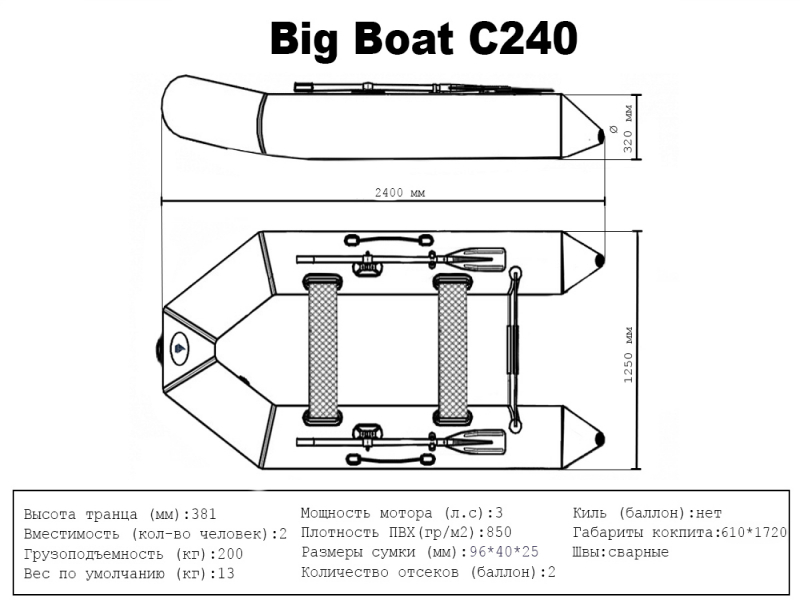 Big Boat C240
Ø 320 мм
2400 мм
1250 мм
Высота транца (мм):381
Вместимость (кол-во человек):2
Грузоподъемность (кг):200
Вес по умолчанию (кг):13
Мощность мотора (л.с):3
Плотность ПВХ(гр/м2):850
Размеры сумки (мм):96*40*25
Количество отсеков (баллон):2
Киль (баллон):нет
Габариты кокпита:610*1720
Швы:сварные